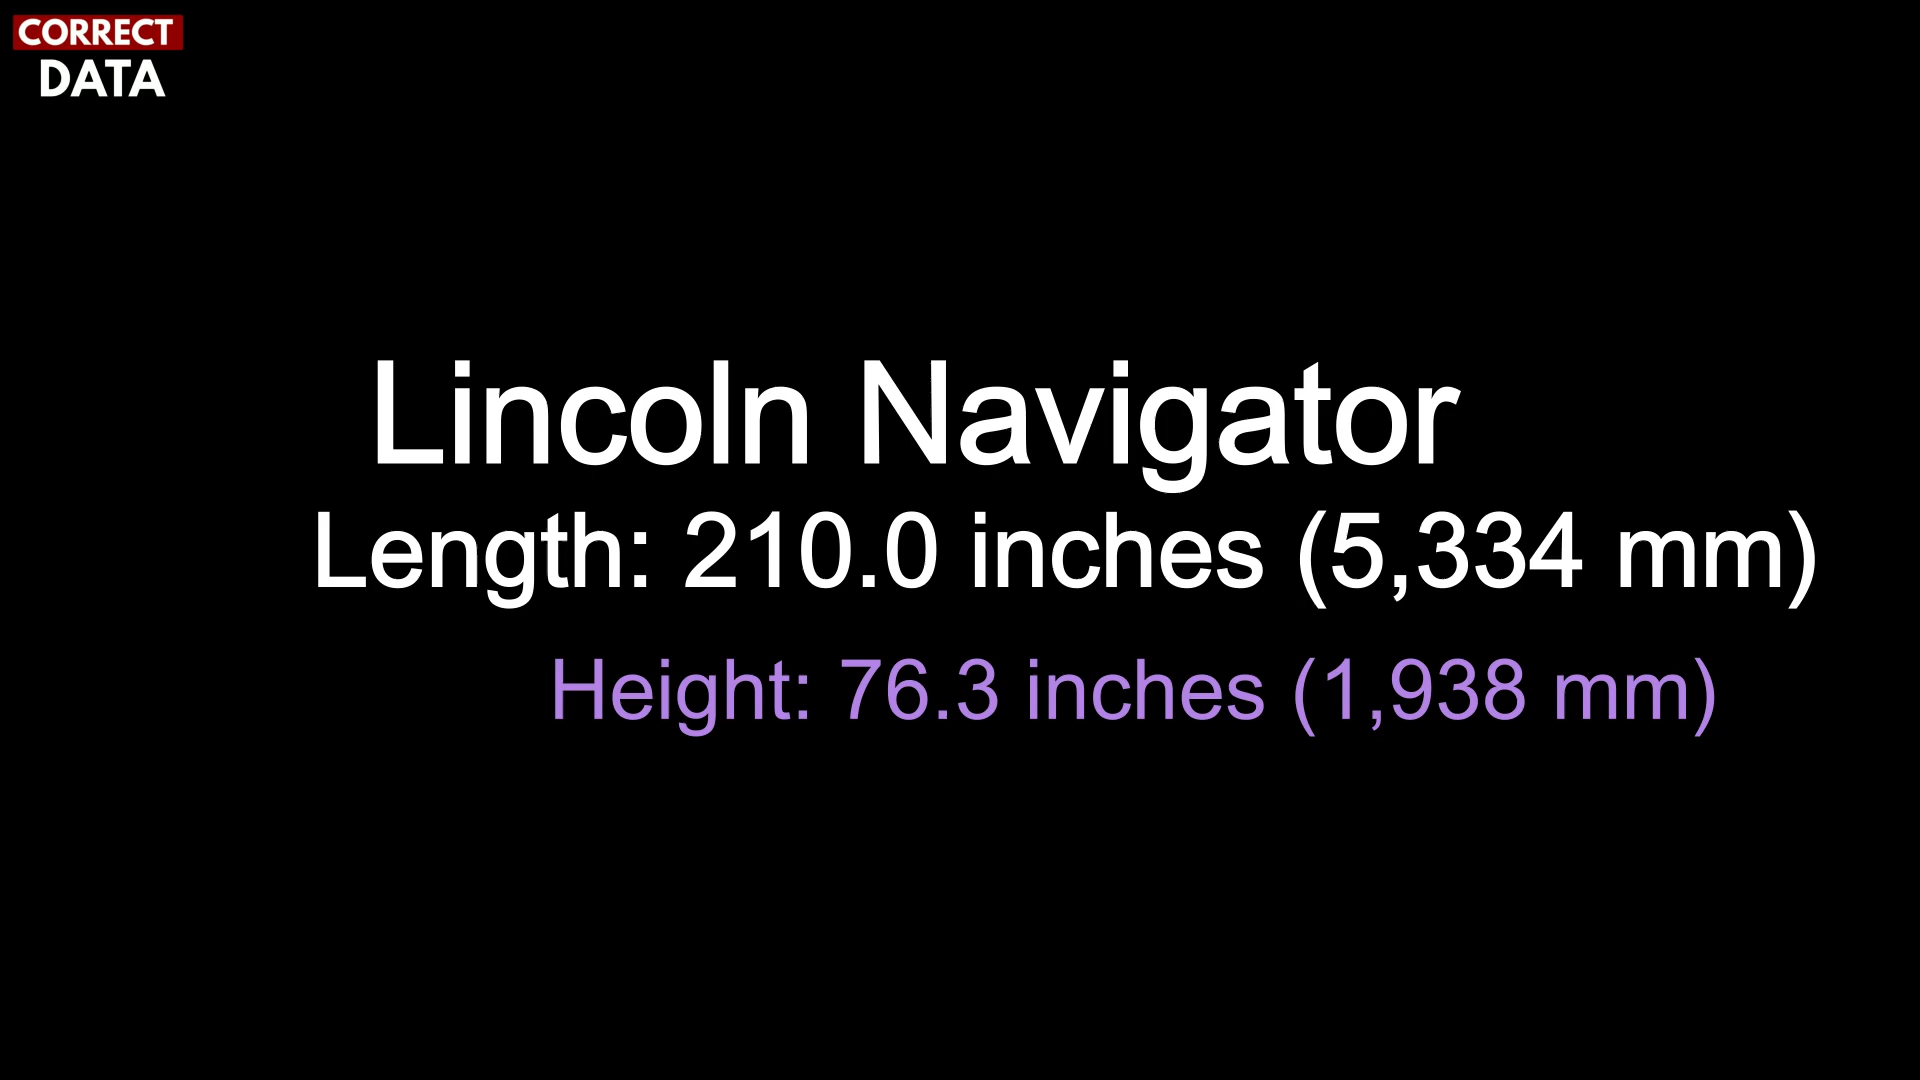 CORRECT
DATA
Lincoln Navigator
Length: 210.0 inches (5,334 mm)
Height: 76.3 inches (1,938 mm)